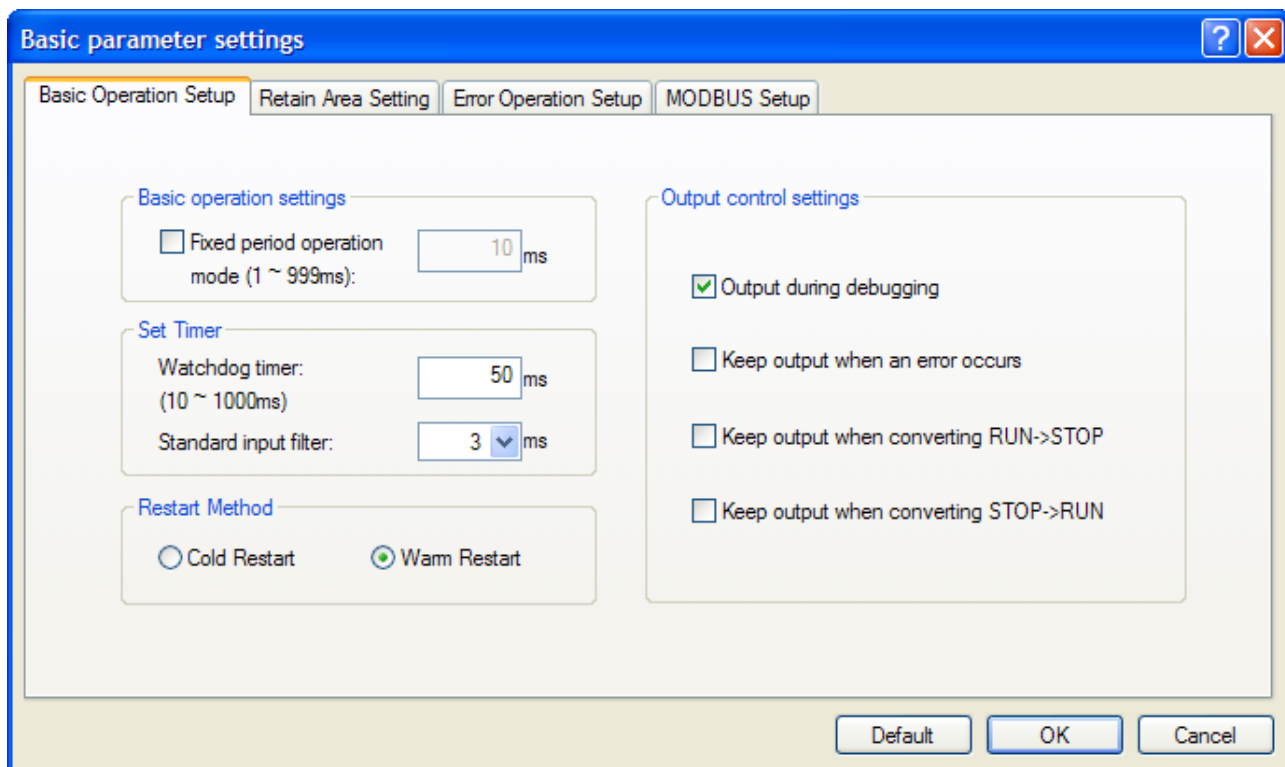 Basic parameter settings
?
Basic Operation Setup
Retain Area Setting
Error Operation Setup
MODBUS Setup
Basic operation settings
Fixed period operation
mode (1 ~ 999ms):
10 ms
Set Timer
Watchdog timer:
(10 ~ 1000ms)
50 ms
Standard input filter:
3 ms
Restart Method
Cold Restart
Warm Restart
Output control settings
Output during debugging
Keep output when an error occurs
Keep output when converting RUN->STOP
Keep output when converting STOP->RUN
Default
OK
Cancel